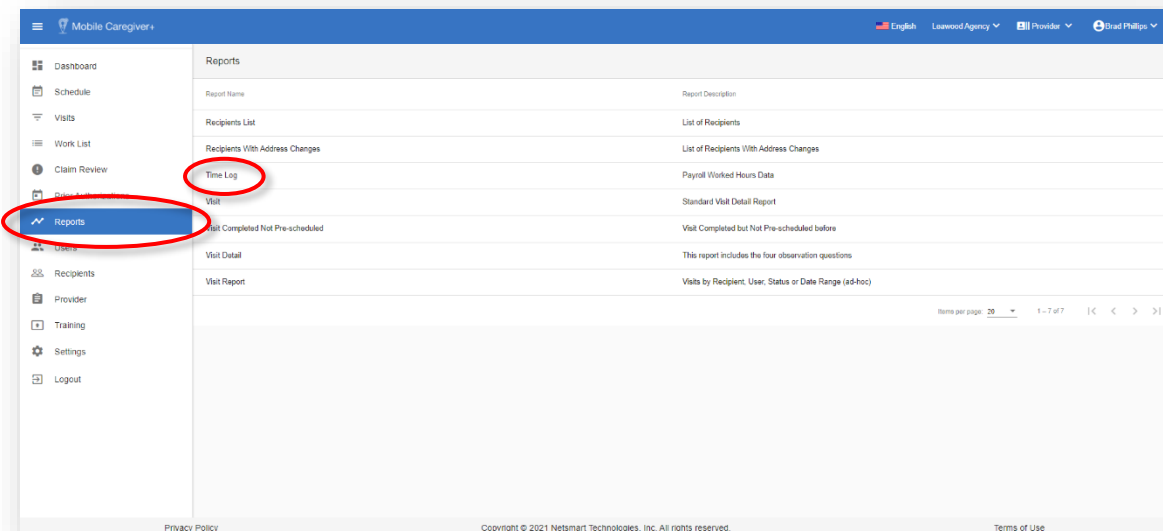 Mobile Caregiver+
English Leawood Agency Provider Brad Phillips
Dashboard
Schedule
Visits
Work List
Claim Review
Prior Authorizations
Reports
Users
Recipients
Provider
Training
Settings
Logout
Reports
Report Name Report Description
Recipients List List of Recipients
Recipients With Address Changes List of Recipients With Address Changes
Time Log Payroll Worked Hours Data
Visit Standard Visit Detail Report
Visit Completed Not Pre-scheduled Visit Completed but Not Pre-scheduled before
Visit Detail This report includes the four observation questions
Visit Report Visits by Recipient, User, Status or Date Range (ad-hoc)
Items per page: 20 1 – 7 of 7
Privacy Policy Copyright © 2021 Netsmart Technologies, Inc. All rights reserved. Terms of Use